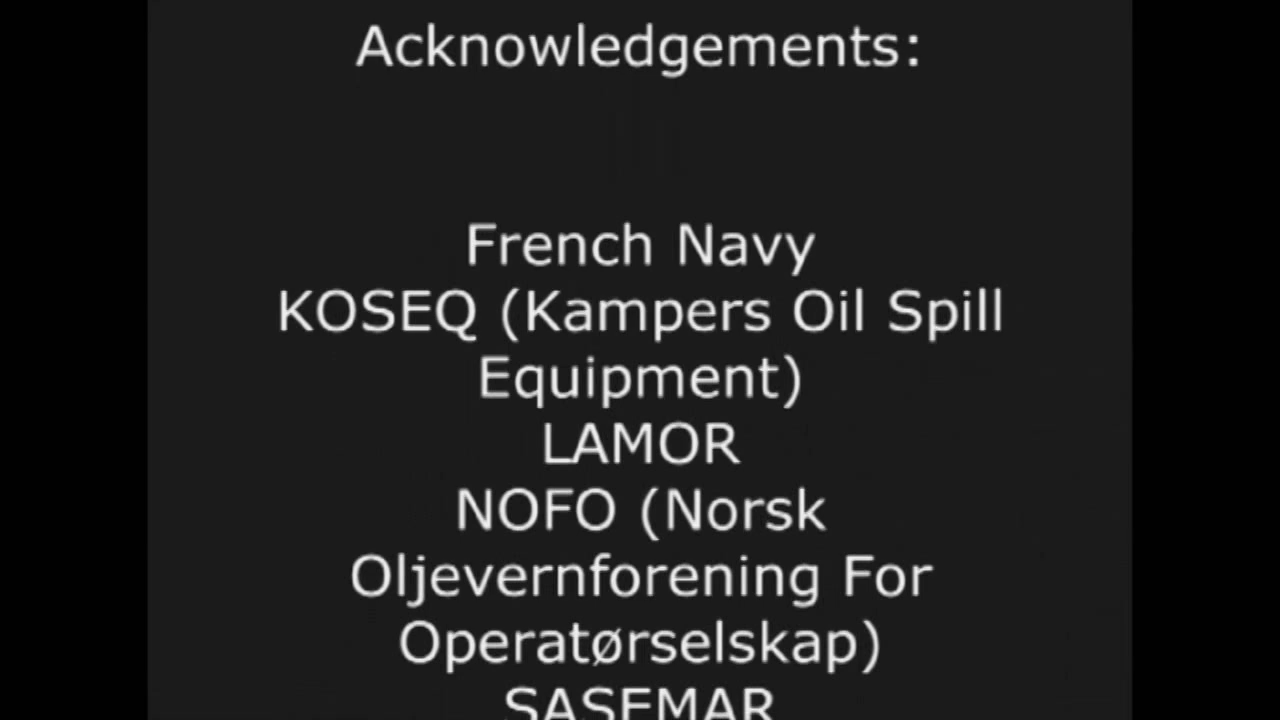 Acknowledgements:
French Navy
KOSEQ (Kampers Oil Spill
Equipment)
LAMOR
NOFO (Norsk
Oljevernforening For
Operatørselskap)
SASEMAR